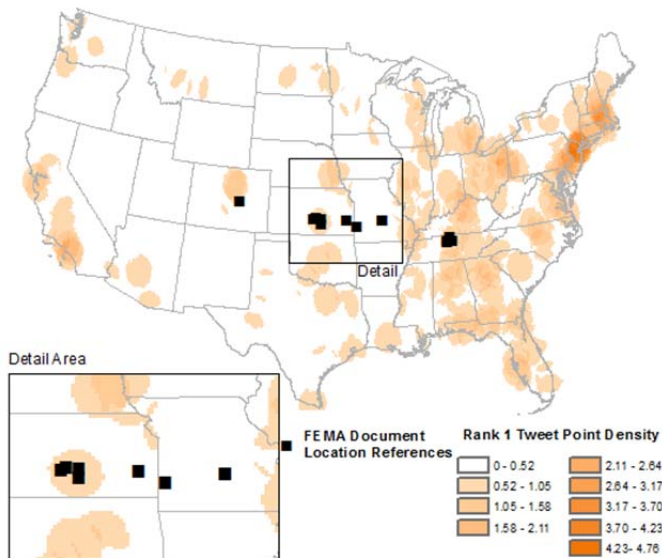 Detail
Detail Area
FEMA Document
Location References
Rank 1 Tweet Point Density
0 - 0.52
0.52 - 1.05
1.05 - 1.58
1.58 - 2.11
2.11 - 2.64
2.64 - 3.17
3.17 - 3.70
3.70 - 4.23
4.23- 4.76